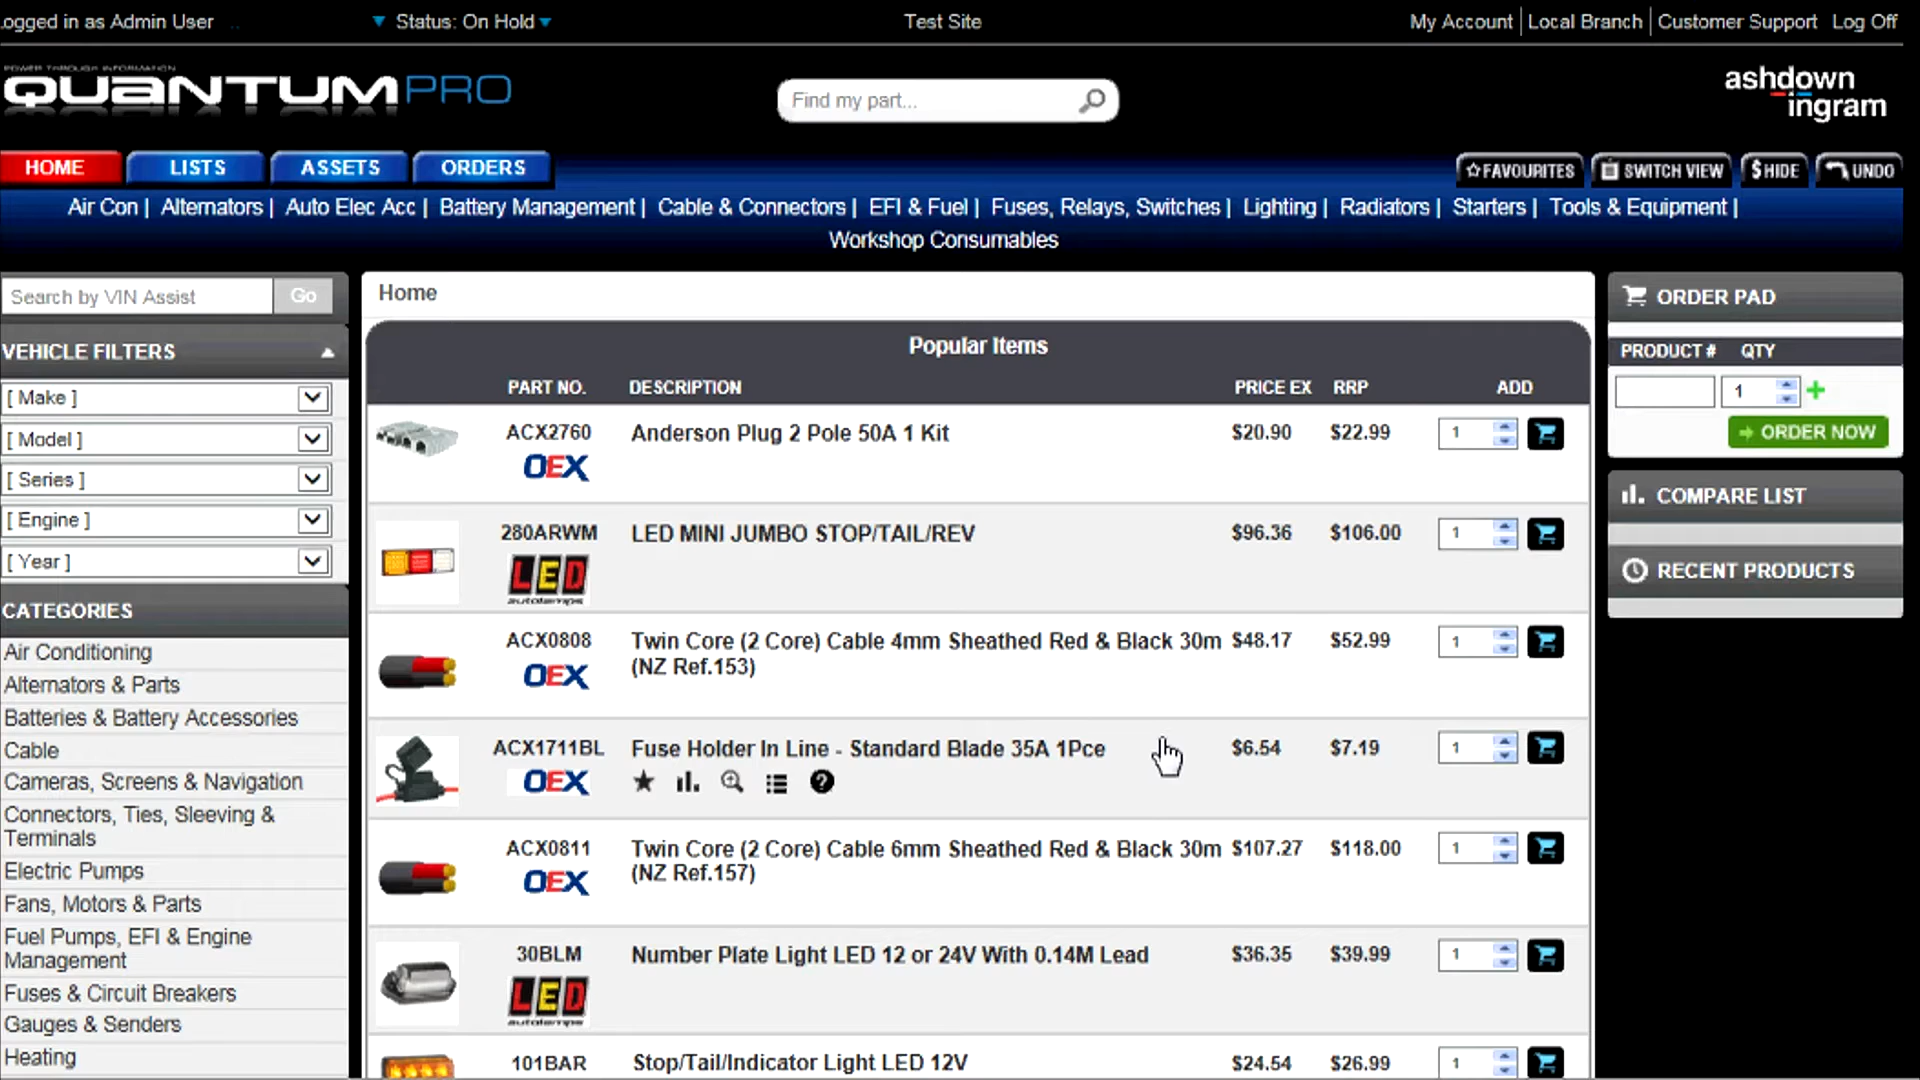 ogged in as Admin User
Status: On Hold
Test Site
My Account
Local Branch
Customer Support
Log Off
POWER THROUGH INFORMATION
QUANTUMPRO
Find my part...
ashdown
ingram
HOME
LISTS
ASSETS
ORDERS
☆FAVOURITES
SWITCH VIEW
$HIDE
UNDO
Air Con | Alternators | Auto Elec Acc | Battery Management | Cable & Connectors | EFI & Fuel | Fuses, Relays, Switches | Lighting | Radiators | Starters | Tools & Equipment |
Workshop Consumables
Search by VIN Assist
Go
VEHICLE FILTERS
[ Make ]
[ Model ]
[ Series ]
[ Engine ]
[ Year ]
CATEGORIES
Air Conditioning
Alternators & Parts
Batteries & Battery Accessories
Cable
Cameras, Screens & Navigation
Connectors, Ties, Sleeving &
Terminals
Electric Pumps
Fans, Motors & Parts
Fuel Pumps, EFI & Engine
Management
Fuses & Circuit Breakers
Gauges & Senders
Heating
Home
Popular Items
PART NO. DESCRIPTION PRICE EX RRP ADD
ACX2760 Anderson Plug 2 Pole 50A 1 Kit $20.90 $22.99 1
OEX
280ARWM LED MINI JUMBO STOP/TAIL/REV $96.36 $106.00 1
LED
autolamps
ACX0808 Twin Core (2 Core) Cable 4mm Sheathed Red & Black 30m $48.17 $52.99 1
(NZ Ref.153)
OEX
ACX1711BL Fuse Holder In Line - Standard Blade 35A 1Pce $6.54 $7.19 1
OEX
ACX0811 Twin Core (2 Core) Cable 6mm Sheathed Red & Black 30m $107.27 $118.00 1
(NZ Ref.157)
OEX
30BLM Number Plate Light LED 12 or 24V With 0.14M Lead $36.35 $39.99 1
LED
autolamps
101BAR Stop/Tail/Indicator Light LED 12V $24.54 $26.99 1
ORDER PAD
PRODUCT # QTY
1
ORDER NOW
COMPARE LIST
RECENT PRODUCTS